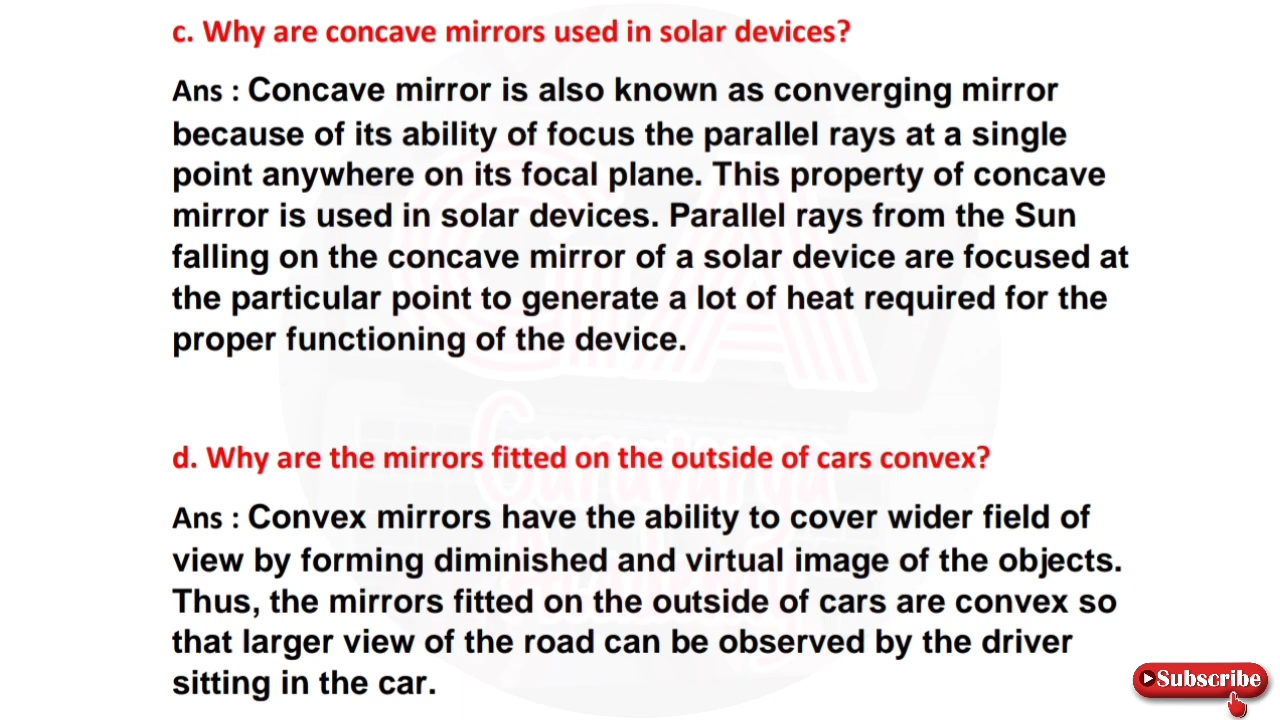 c. Why are concave mirrors used in solar devices?
Ans : Concave mirror is also known as converging mirror
because of its ability of focus the parallel rays at a single
point anywhere on its focal plane. This property of concave
mirror is used in solar devices. Parallel rays from the Sun
falling on the concave mirror of a solar device are focused at
the particular point to generate a lot of heat required for the
proper functioning of the device.
GA
d. Why are the mirrors fitted on the outside of cars convex?
Ans : Convex mirrors have the ability to cover wider field of
view by forming diminished and virtual image of the objects.
Thus, the mirrors fitted on the outside of cars are convex so
that larger view of the road can be observed by the driver
sitting in the car.
Subscribe